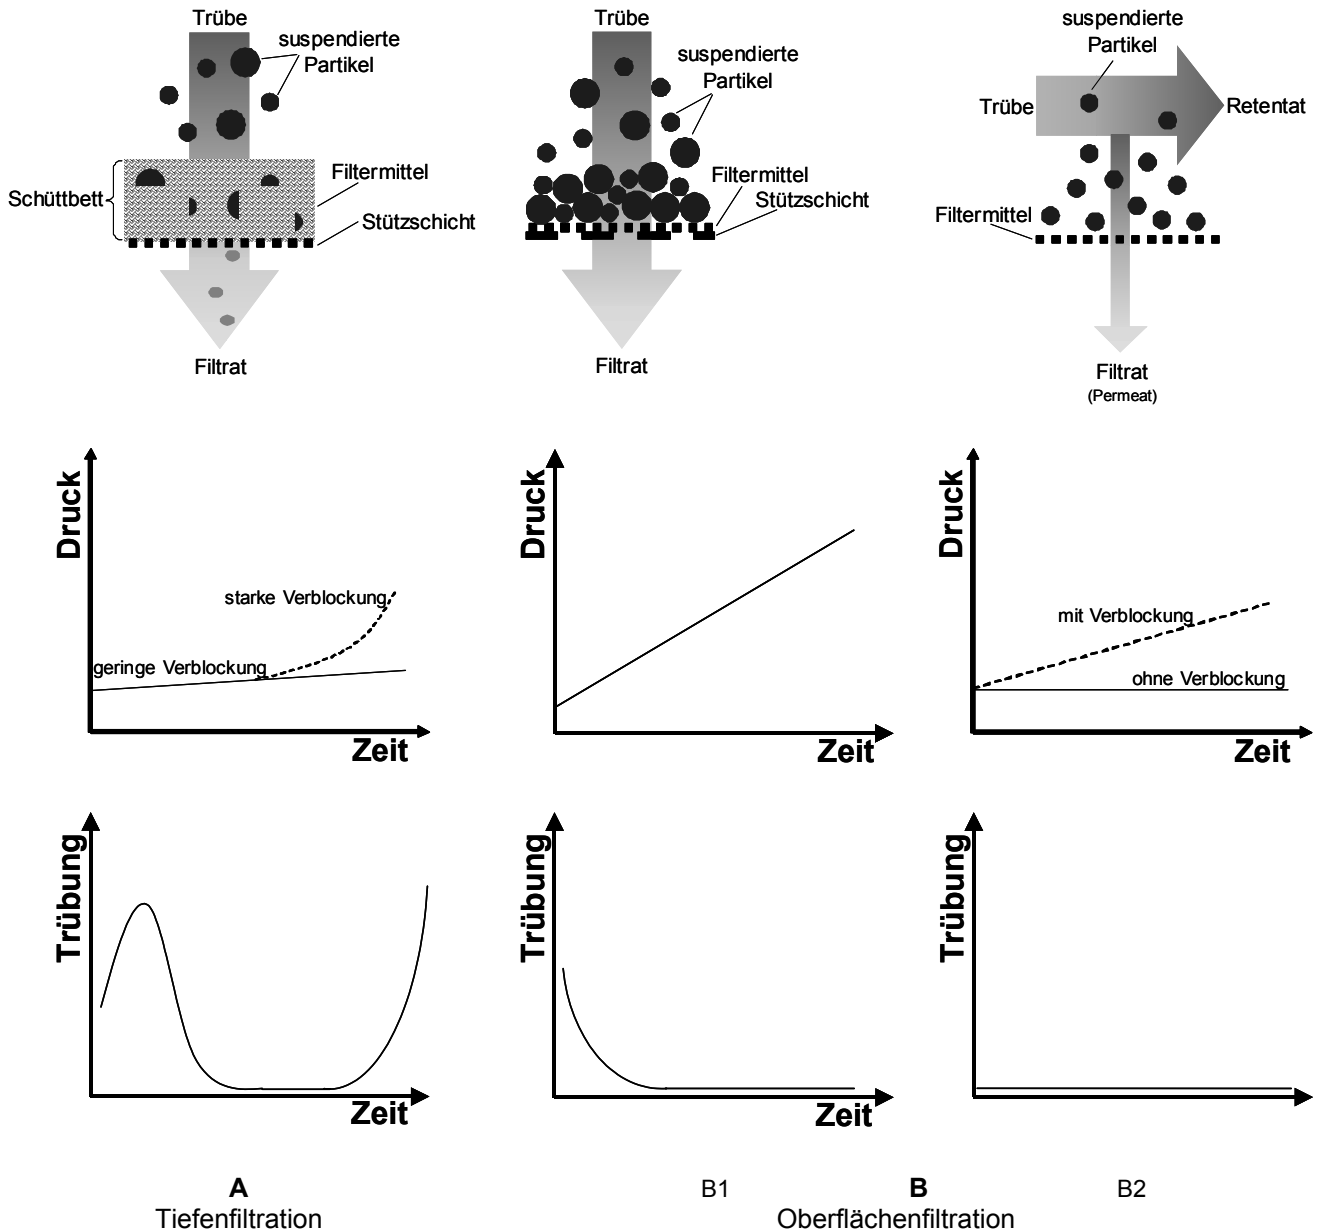 Trübe
suspendierte
Partikel
Schüttbett
Filtermittel
Stützschicht
Filtrat
Trübe
suspendierte
Partikel
Filtermittel
Stützschicht
Filtrat
suspendierte
Partikel
Trübe
Retentat
Filtermittel
Filtrat
(Permeat)
Druck
starke Verblockung
geringe Verblockung
Zeit
Druck
Zeit
Druck
mit Verblockung
ohne Verblockung
Zeit
Trübung
Zeit
Trübung
Zeit
Trübung
A
Tiefenfiltration
B1
B
B2
Oberflächenfiltration